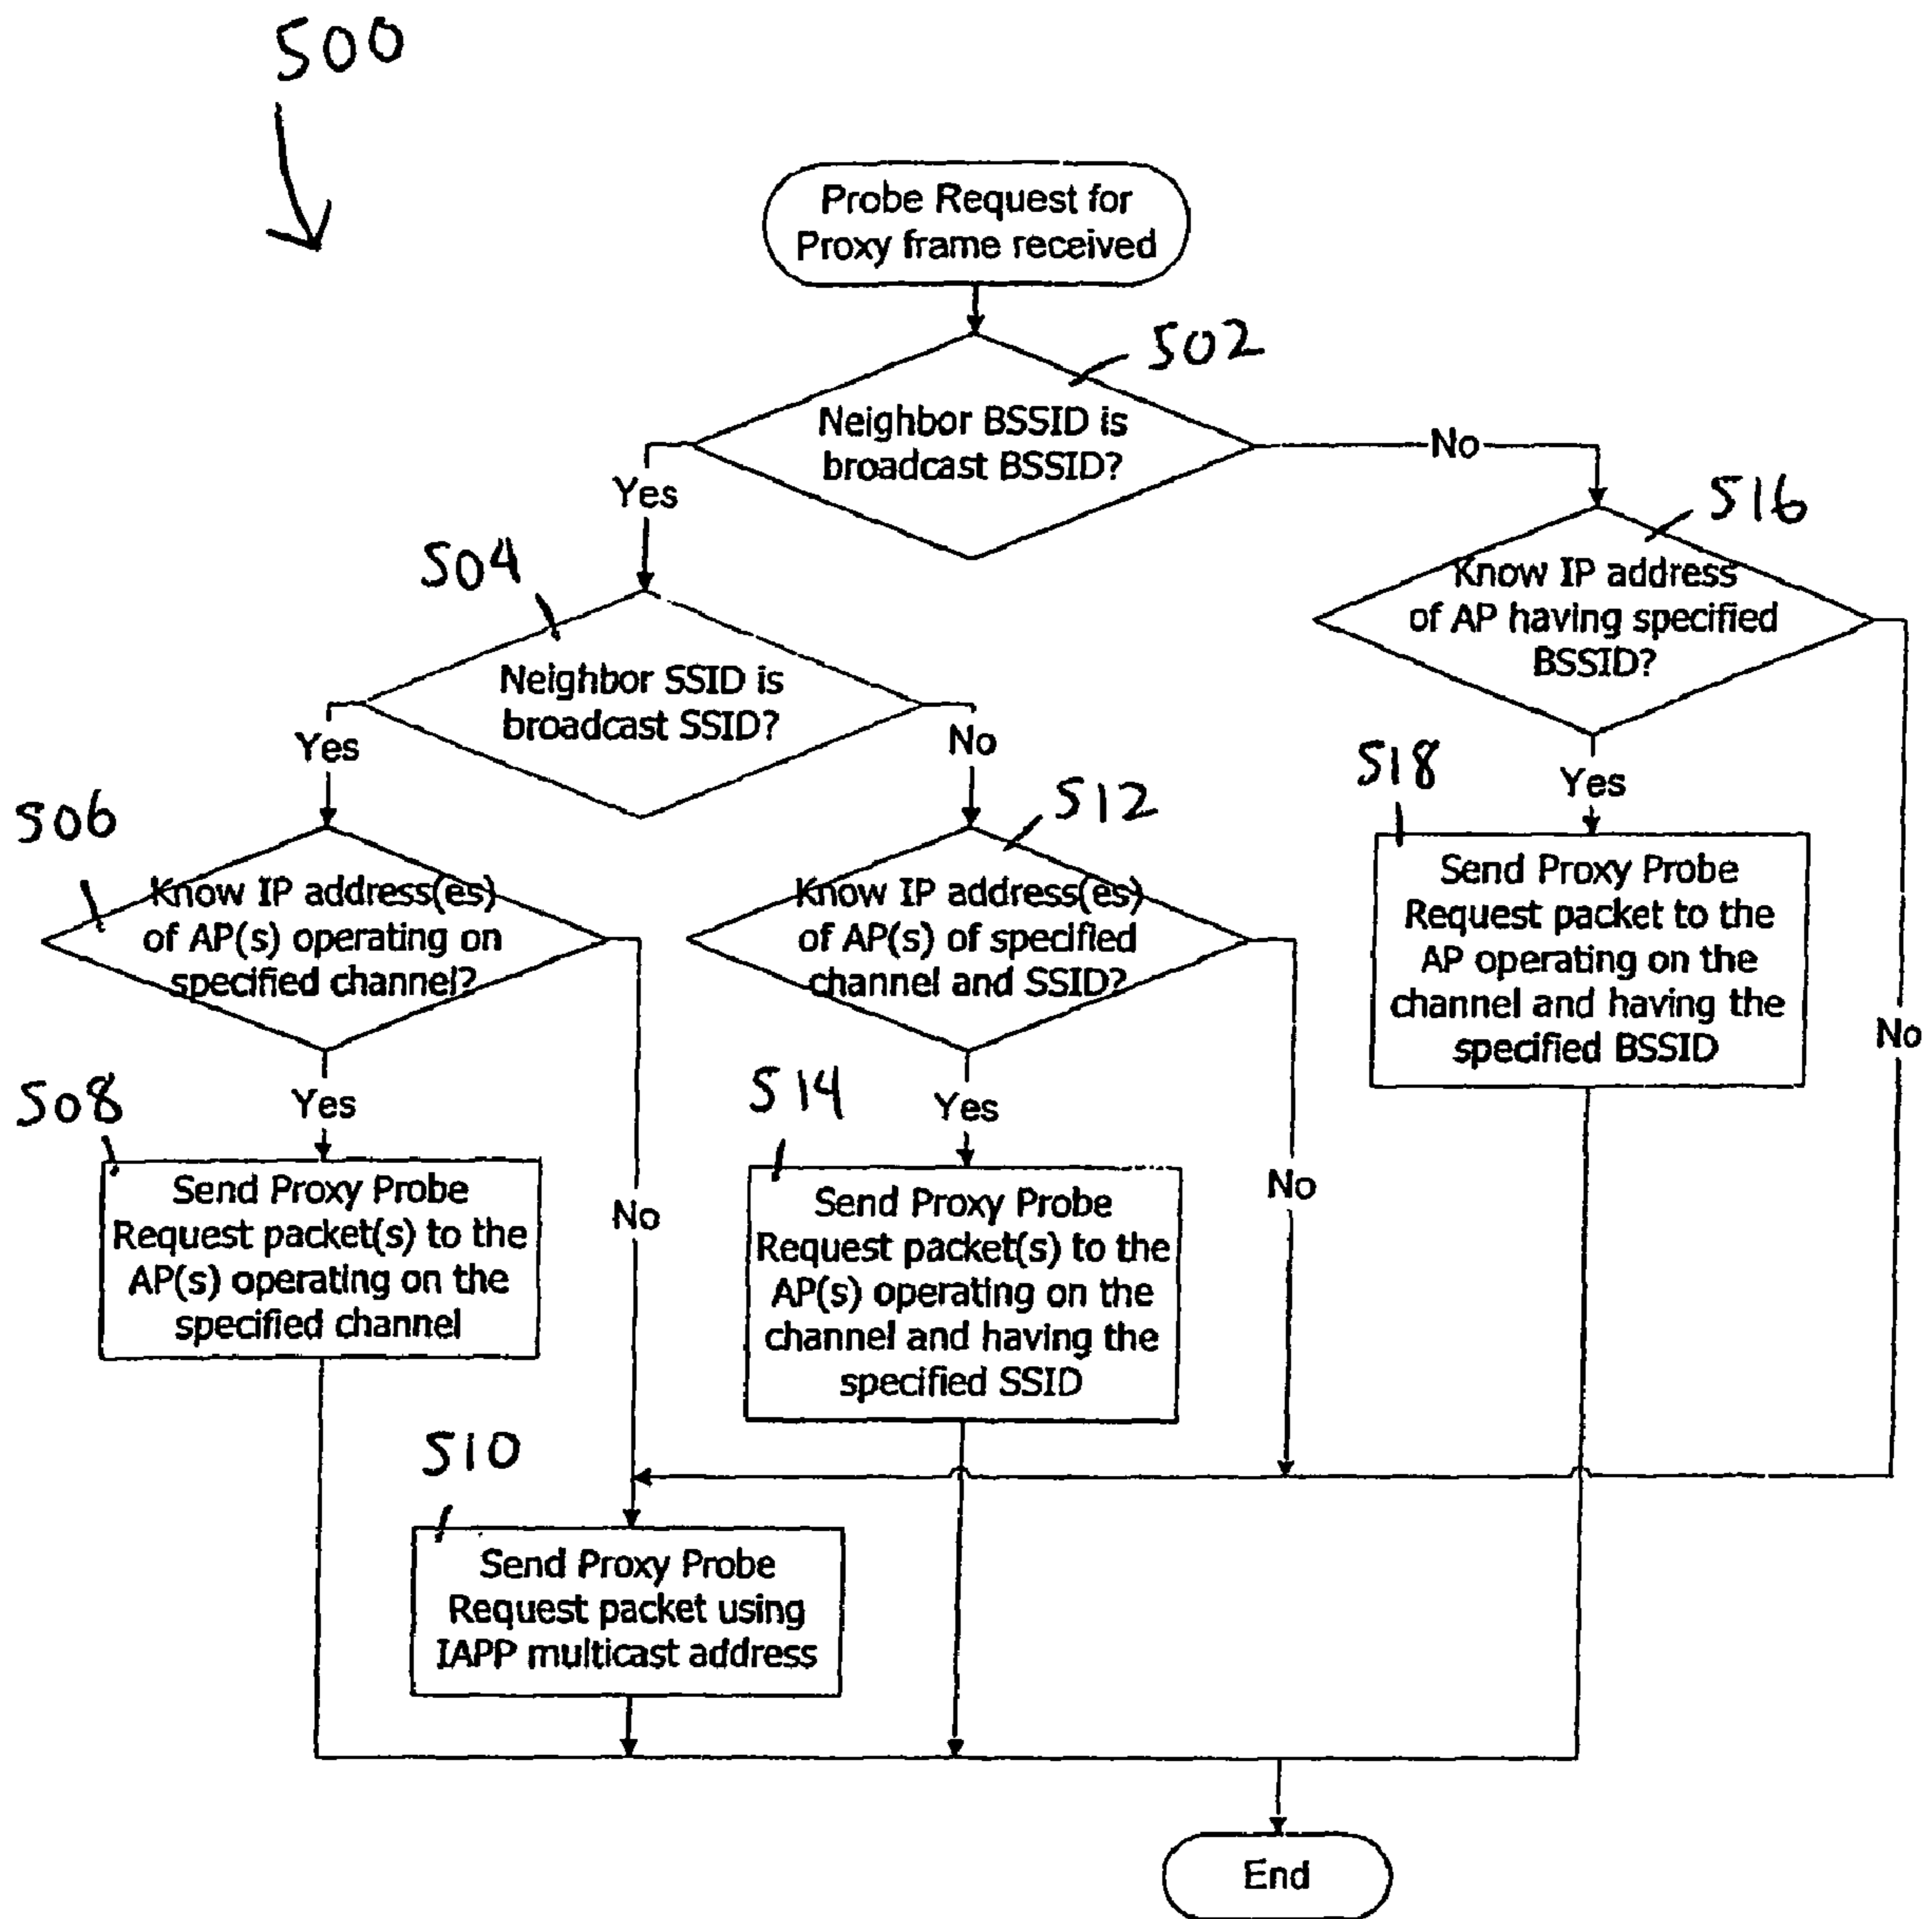 500
Probe Request for
Proxy frame received
502
Neighbor BSSID is
broadcast BSSID?
Yes
No
516
Know IP address
of AP having specified
BSSID?
504
Neighbor SSID is
broadcast SSID?
Yes
No
518
Yes
No
Send Proxy Probe
Request packet to the
AP operating on the
channel and having the
specified BSSID
506
Know IP address(es)
of AP(s) operating on
specified channel?
512
Know IP address(es)
of AP(s) of specified
channel and SSID?
508
Yes
No
Send Proxy Probe
Request packet(s) to the
AP(s) operating on the
specified channel
514
Yes
No
Send Proxy Probe
Request packet(s) to the
AP(s) operating on the
channel and having the
specified SSID
510
Send Proxy Probe
Request packet using
IAPP multicast address
End